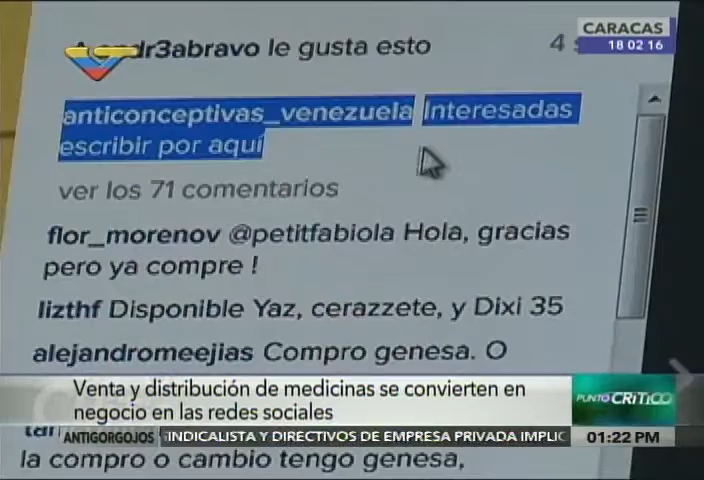 dr3abravo le gusta esto
4
CARACAS
18 02 16
anticonceptivas_venezuela Interesadas
escribir por aquí
ver los 71 comentarios
flor_morenov @petitfabiola Hola, gracias
pero ya compre !
lizthf Disponible Yaz, cerazzete, y Dixi 35
alejandromeejias Compro genesa. O
Venta y distribución de medicinas se convierten en
negocio en las redes sociales
PUNTO CRíTiCO
ANTIGORGOJOS
INDICALISTA Y DIRECTIVOS DE EMPRESA PRIVADA IMPLIC
01:22 PM
la compro o cambio tengo genesa,